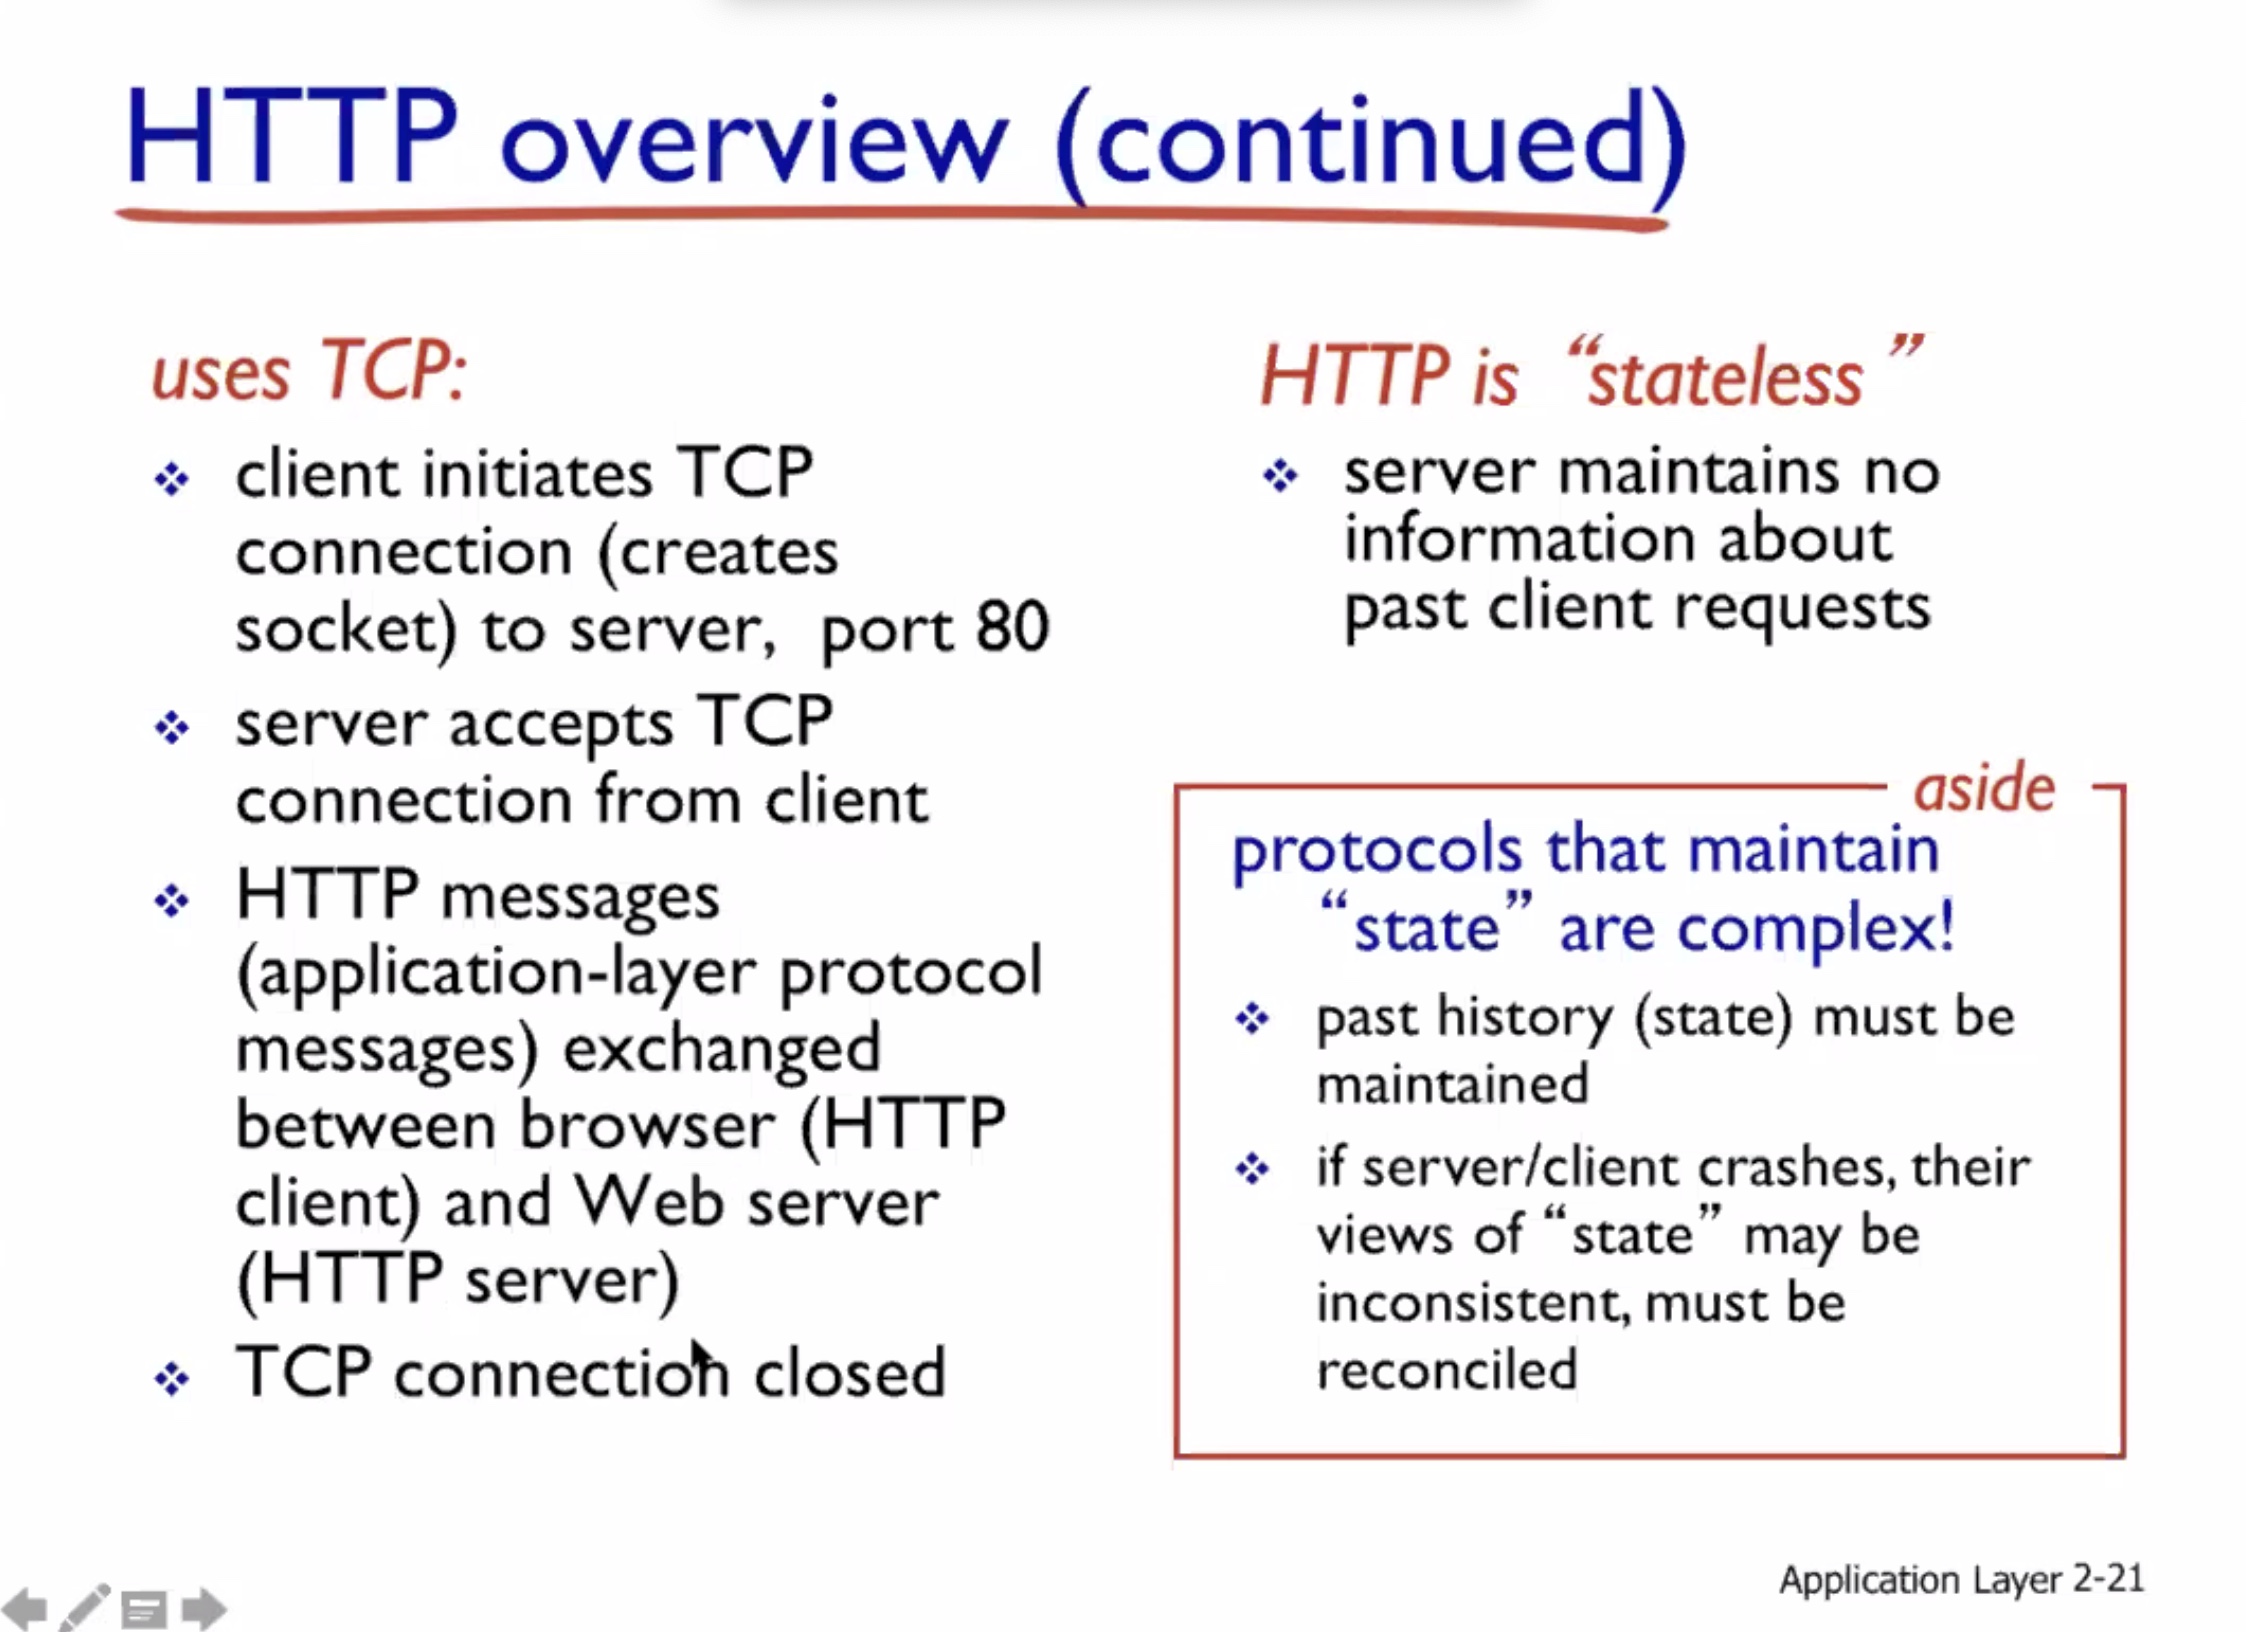 HTTP overview (continued)
uses TCP:
client initiates TCP
connection (creates
socket) to server, port 80
server accepts TCP
connection from client
HTTP messages
(application-layer protocol
messages) exchanged
between browser (HTTP
client) and Web server
(HTTP server)
TCP connection closed
HTTP is “stateless”
server maintains no
information about
past client requests
aside
protocols that maintain
“state” are complex!
past history (state) must be
maintained
if server/client crashes, their
views of “state” may be
inconsistent, must be
reconciled
Application Layer 2-21